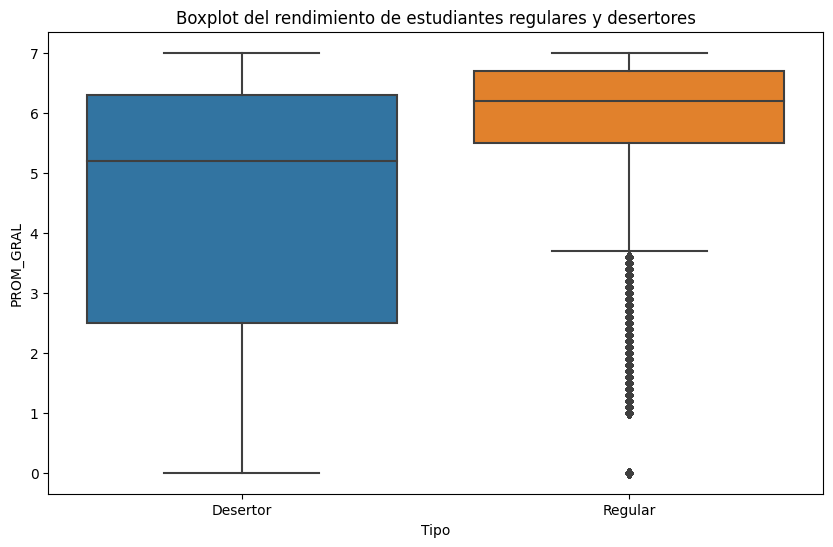 Boxplot del rendimiento de estudiantes regulares y desertores
7
6
5
4
3
2
1
0
PROM_GRAL
Desertor
Regular
Tipo